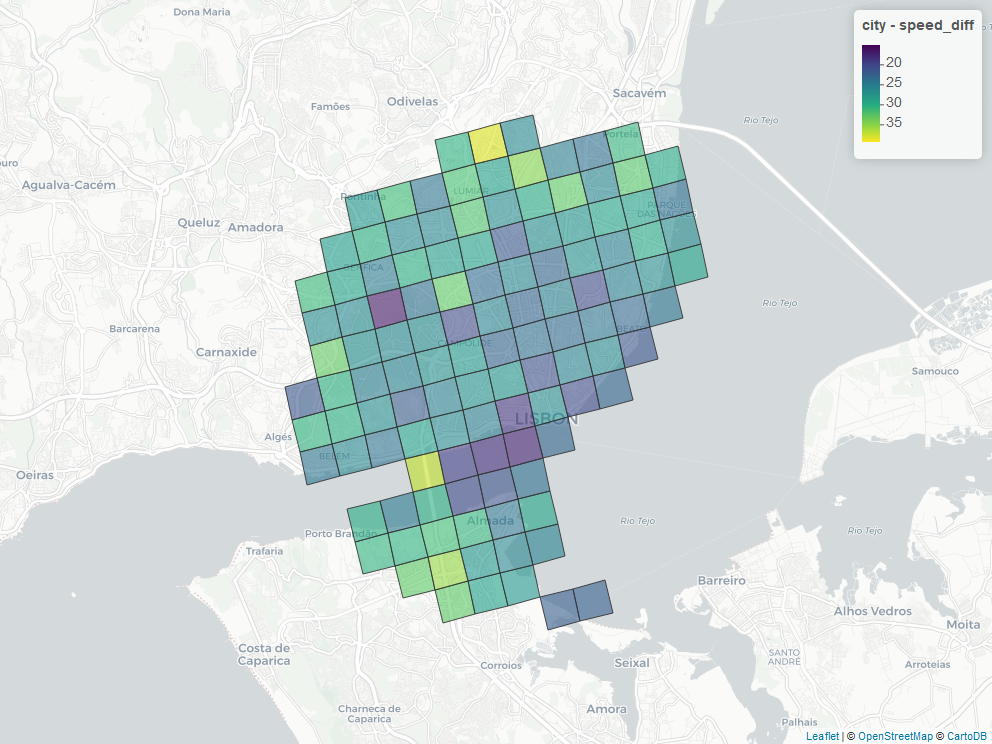 Dona Maria
city - speed_diff
20
25
30
35
Sacavém
Famões
Odivelas
Rio Tejo
Portela
ouro
Agualva-Cacém
Pontinha
LUMIAR
PARQUE
DAS NAÇÕES
Queluz
Amadora
BENFICA
Rio Tejo
Barcarena
CAMPOLIDE
BEATO
Carnaxide
Samouco
LISBON
Algés
BELÉM
Oeiras
Almada
Rio Tejo
Rio Tejo
Porto Brandão
Trafaria
Barreiro
Alhos Vedros
Moita
Costa de
Caparica
SANTO
ANDRÉ
Corroios
Seixal
Arroteias
Charneca de
Caparica
Amora
Palhais
Leaflet | © OpenStreetMap © CartoDB